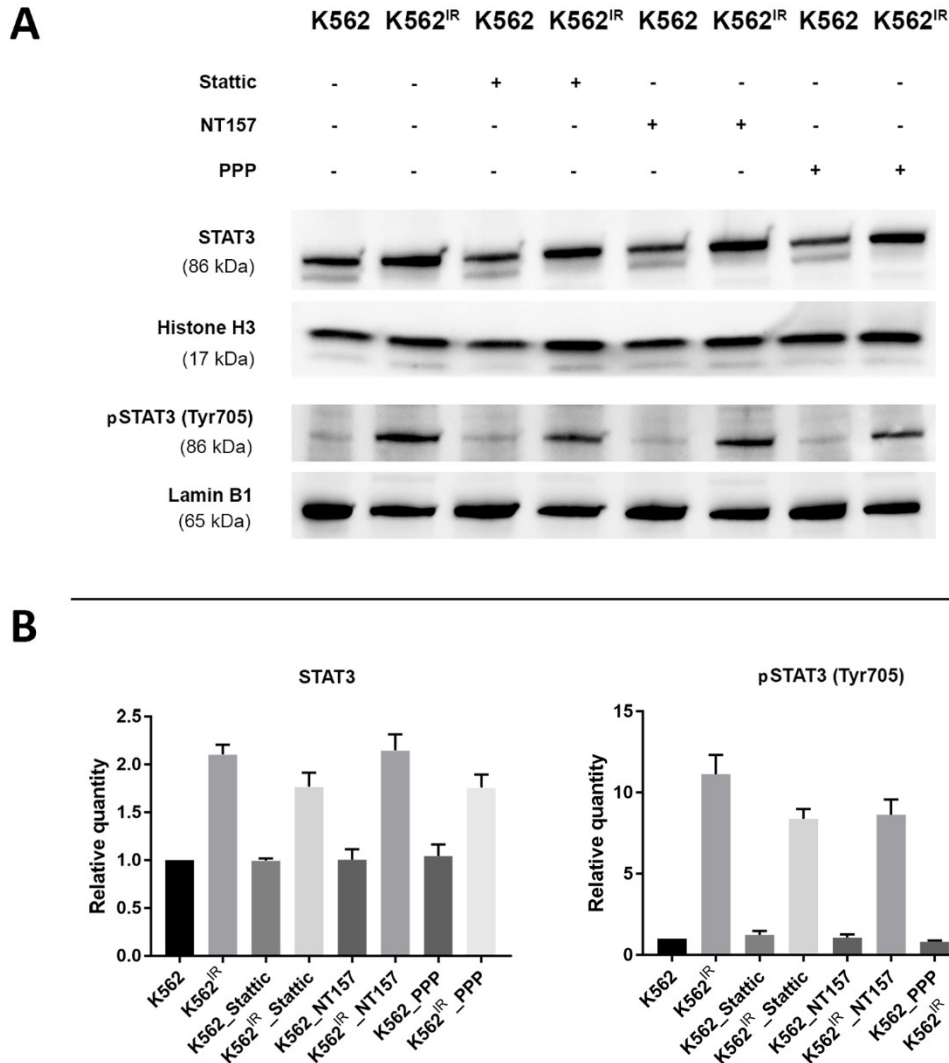 A
K562 K562IR K562 K562IR K562 K562IR K562 K562IR
Stattic - - + + - - - -
NT157 - - - - + + - -
PPP - - - - - - + +
STAT3
(86 kDa)
Histone H3
(17 kDa)
pSTAT3 (Tyr705)
(86 kDa)
Lamin B1
(65 kDa)
B
STAT3
Relative quantity
2.5
2.0
1.5
1.0
0.5
0.0
K562
K562IR
K562_Stattic
K562IR_Stattic
K562_NT157
K562IR_NT157
K562_PPP
K562IR_PPP
pSTAT3 (Tyr705)
Relative quantity
15
10
5
0
K562
K562IR
K562_Stattic
K562IR_Stattic
K562_NT157
K562IR_NT157
K562_PPP
K562IR